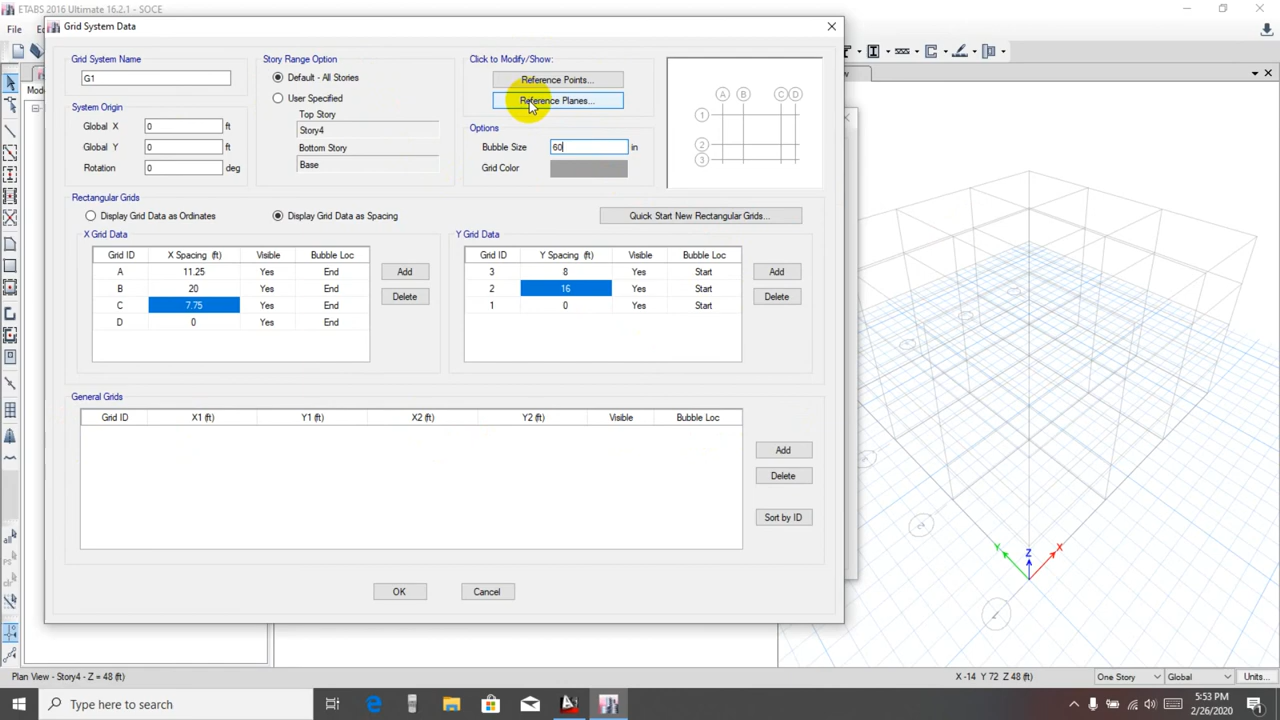 ETABS 2016 Ultimate 16.2.1 - SOCE
File
Mode
Grid System Data
Grid System Name
G1
System Origin
Global X 0 ft
Global Y 0 ft
Rotation 0 deg
Story Range Option
Default - All Stories
User Specified
Top Story
Story4
Bottom Story
Base
Click to Modify/Show:
Reference Points...
Reference Planes...
Options
Bubble Size 60 in
Grid Color
A B C D
1
2
3
Rectangular Grids
Display Grid Data as Ordinates
Display Grid Data as Spacing
Quick Start New Rectangular Grids...
X Grid Data
Grid ID X Spacing (ft) Visible Bubble Loc
A 11.25 Yes End
B 20 Yes End
C 7.75 Yes End
D 0 Yes End
Add
Delete
Y Grid Data
Grid ID Y Spacing (ft) Visible Bubble Loc
3 8 Yes Start
2 16 Yes Start
1 0 Yes Start
Add
Delete
General Grids
Grid ID X1 (ft) Y1 (ft) X2 (ft) Y2 (ft) Visible Bubble Loc
Add
Delete
Sort by ID
OK
Cancel
Y Z X
Plan View - Story4 - Z = 48 (ft)
X -14 Y 72 Z 48 (ft)
One Story
Global
Units...
Type here to search
5:53 PM
2/26/2020